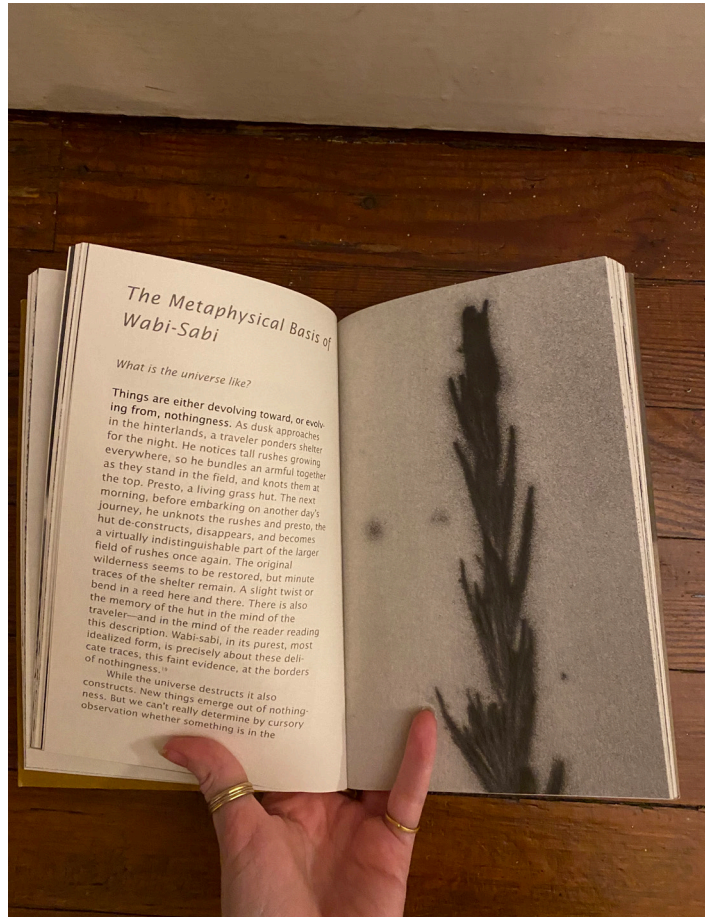 The Metaphysical Basis of
Wabi-Sabi
What is the universe like?
Things are either devolving toward, or evolv-
ing from, nothingness. As dusk approaches
in the hinterlands, a traveler ponders shelter
for the night. He notices tall rushes growing
everywhere, so he bundles an armful together
as they stand in the field, and knots them at
the top. Presto, a living grass hut. The next
morning, before embarking on another day's
journey, he unknots the rushes and presto, the
hut de-constructs, disappears, and becomes
a virtually indistinguishable part of the larger
field of rushes once again. The original
wilderness seems to be restored, but minute
traces of the shelter remain. A slight twist or
bend in a reed here and there. There is also
the memory of the hut in the mind of the
traveler—and in the mind of the reader reading
this description. Wabi-sabi, in its purest, most
idealized form, is precisely about these deli-
cate traces, this faint evidence, at the borders
of nothingness.
While the universe destructs it also
constructs. New things emerge out of nothing-
ness. But we can't really determine by cursory
observation whether something is in the